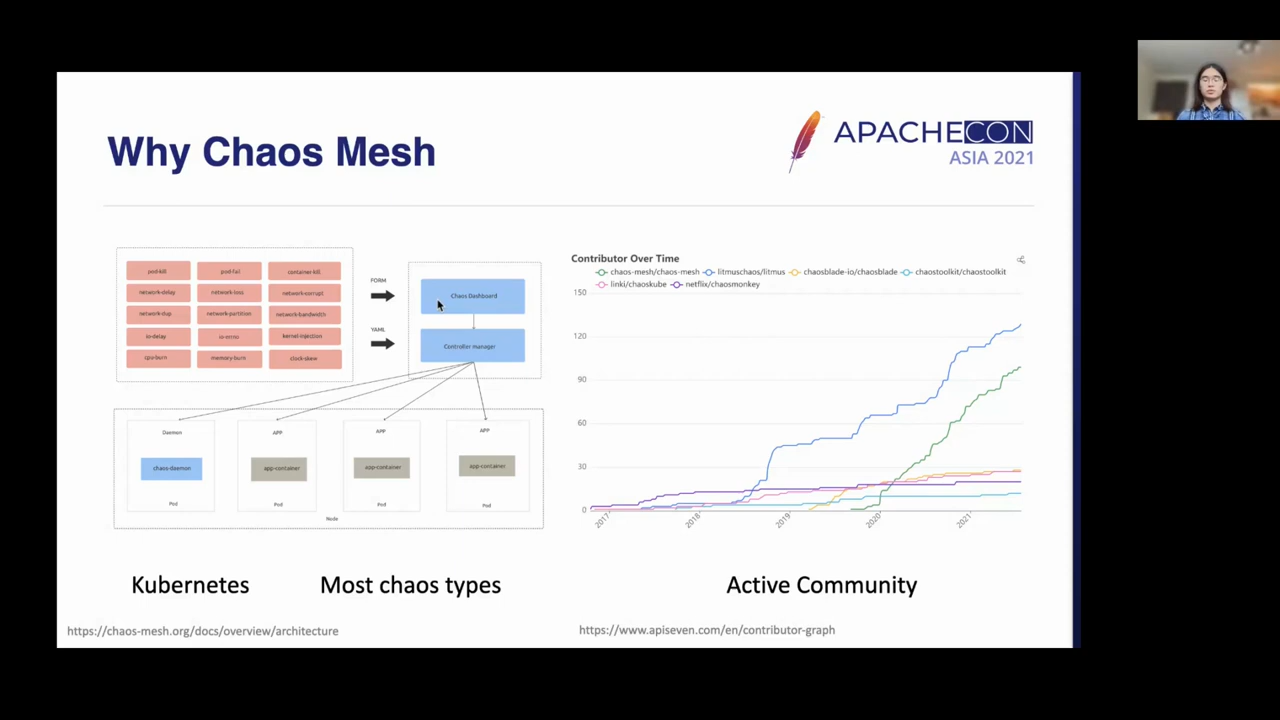 Why Chaos Mesh
APACHECON
ASIA 2021
pod-kill pod-fail container-kill
network-delay network-loss network-corrupt
network-dup network-partition network-bandwidth
io-delay io-errno kernel-injection
cpu-burn memory-burn clock-skew
FORM
YAML
Chaos Dashboard
Controller manager
Daemon APP APP APP
chaos-daemon app-container app-container app-container
Pod Pod Pod Pod
Node
Contributor Over Time
chaos-mesh/chaos-mesh litmuschaos/litmus chaosblade-io/chaosblade chaostoolkit/chaostoolkit
linki/chaoskube netflix/chaosmonkey
150
120
90
60
30
0
2017 2018 2019 2020 2021
Kubernetes Most chaos types Active Community
https://chaos-mesh.org/docs/overview/architecture
https://www.apiseven.com/en/contributor-graph